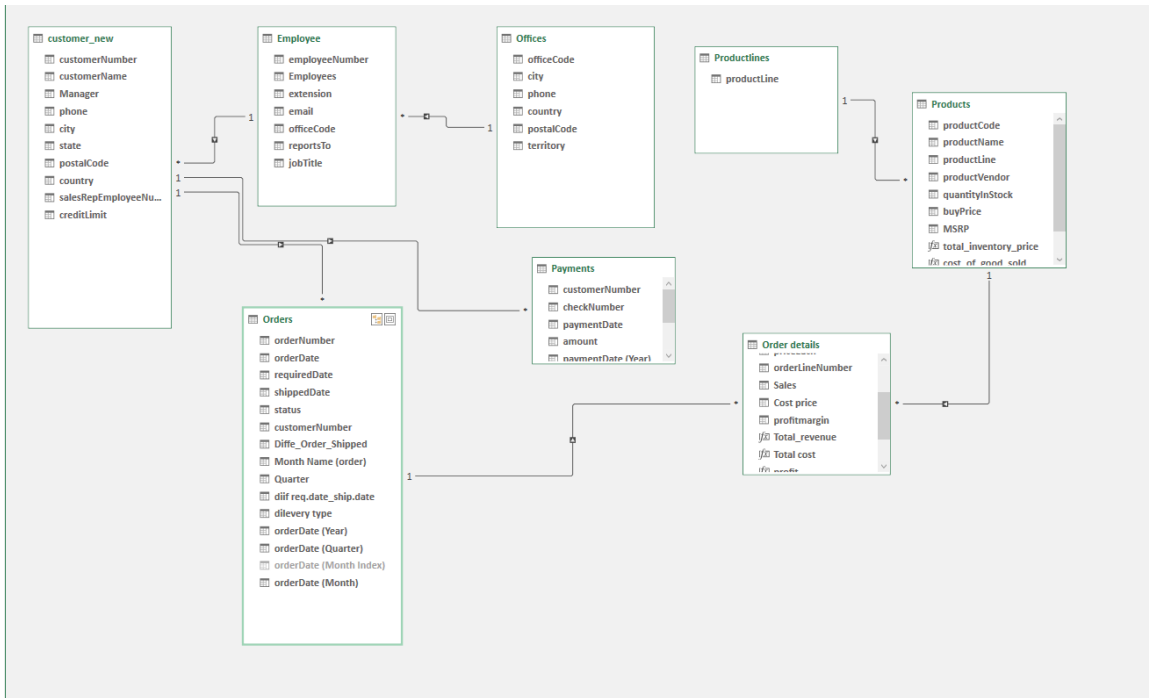 customer_new
customerNumber
customerName
Manager
phone
city
state
postalCode
country
salesRepEmployeeNu...
creditLimit
Employee
employeeNumber
Employees
extension
email
officeCode
reportsTo
jobTitle
Offices
officeCode
city
phone
country
postalCode
territory
Productlines
productLine
Products
productCode
productName
productLine
productVendor
quantityInStock
buyPrice
MSRP
total_inventory_price
cost_of_good_sold
Payments
customerNumber
checkNumber
paymentDate
amount
paymentDate (Year)
Orders
orderNumber
orderDate
requiredDate
shippedDate
status
customerNumber
Diffe_Order_Shipped
Month Name (order)
Quarter
diif req.date_ship.date
dilevery type
orderDate (Year)
orderDate (Quarter)
orderDate (Month Index)
orderDate (Month)
Order details
orderLineNumber
Sales
Cost price
profitmargin
Total_revenue
Total cost
profit
1
*
1
1
*
1
1
*
*
*
1
*
1
*